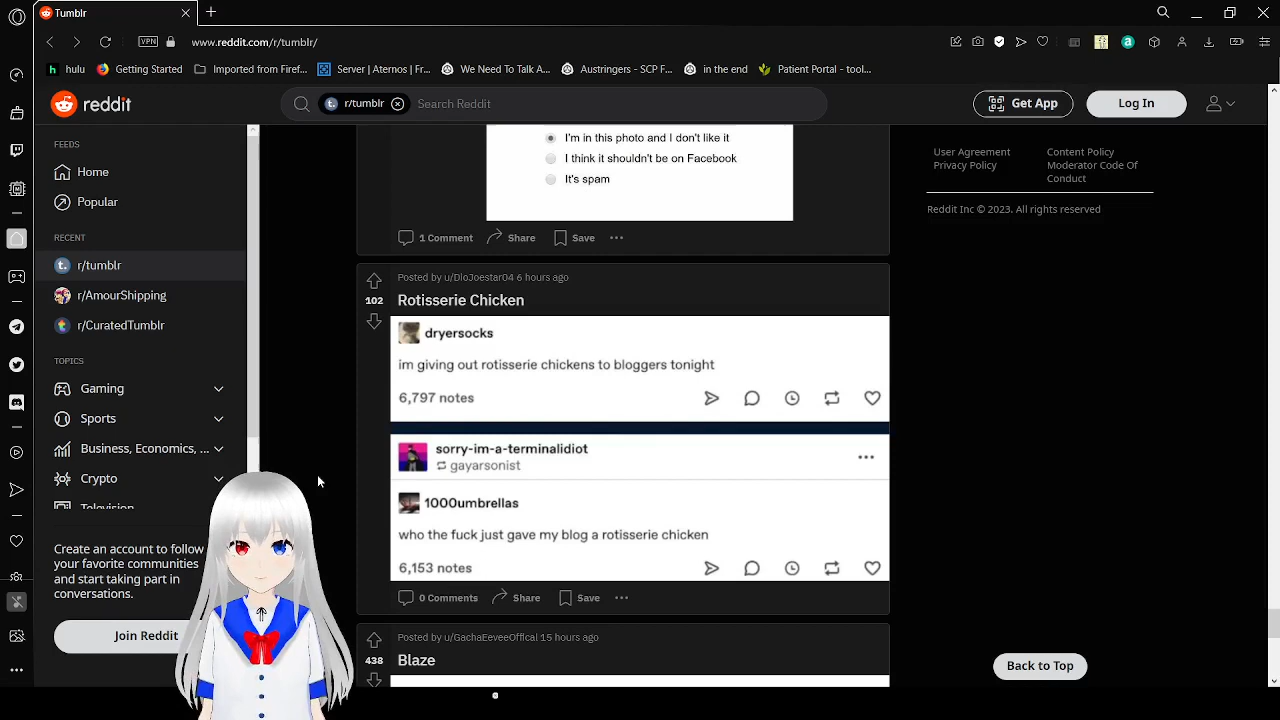 Tumblr
VPN
www.reddit.com/r/tumblr/
hulu
Getting Started
Imported from Firef...
Server | Aternos | Fr...
We Need To Talk A...
Austringers - SCP F...
in the end
Patient Portal - tool...
reddit
r/tumblr
Search Reddit
Get App
Log In
FEEDS
Home
Popular
RECENT
r/tumblr
r/AmourShipping
r/CuratedTumblr
TOPICS
Gaming
Sports
Business, Economics, ...
Crypto
Television
Create an account to follow
your favorite communities
and start taking part in
conversations.
Join Reddit
I'm in this photo and I don't like it
I think it shouldn't be on Facebook
It's spam
1 Comment
Share
Save
Posted by u/DioJoestar04 6 hours ago
102
Rotisserie Chicken
dryersocks
im giving out rotisserie chickens to bloggers tonight
6,797 notes
sorry-im-a-terminalidiot
gayarsonist
1000umbrellas
who the fuck just gave my blog a rotisserie chicken
6,153 notes
0 Comments
Share
Save
Posted by u/GachaEeveeOffical 15 hours ago
438
Blaze
User Agreement
Privacy Policy
Content Policy
Moderator Code Of
Conduct
Reddit Inc © 2023. All rights reserved
Back to Top